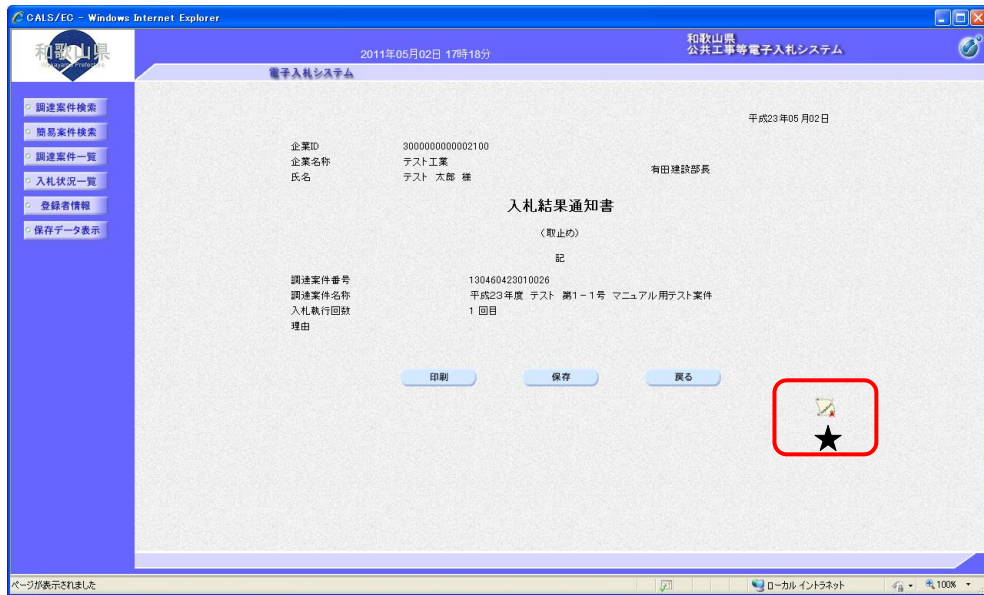 CALS/EC - Windows Internet Explorer
和歌山県
Wakayama Prefecture
2011年05月02日 17時18分
和歌山県
公共工事等電子入札システム
電子入札システム
調達案件検索
簡易案件検索
調達案件一覧
入札状況一覧
登録者情報
保存データ表示
平成23年05月02日
企業ID 3000000000002100
企業名称 テスト工業
氏名 テスト 太郎 様
有田建設部長
入札結果通知書
（取止め）
記
調達案件番号 130460423010026
調達案件名称 平成23年度 テスト 第1-1号 マニュアル用テスト案件
入札執行回数 1 回目
理由
印刷 保存 戻る
★
ページが表示されました ローカル イントラネット 100%